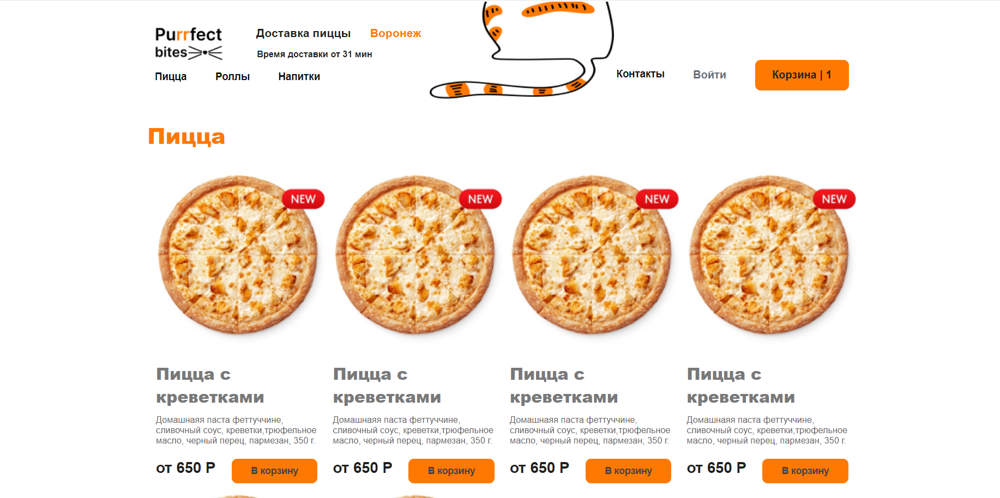 Purrfect
bites
Доставка пиццы Воронеж
Время доставки от 31 мин
Пицца Роллы Напитки
Контакты Войти Корзина | 1
Пицца
NEW NEW NEW NEW
Пицца с
креветками
Домашнаяя паста феттуччине,
сливочный соус, креветки,трюфельное
масло, черный перец, пармезан, 350 г.
от 650 Р В корзину
Пицца с
креветками
Домашнаяя паста феттуччине,
сливочный соус, креветки,трюфельное
масло, черный перец, пармезан, 350 г.
от 650 Р В корзину
Пицца с
креветками
Домашнаяя паста феттуччине,
сливочный соус, креветки,трюфельное
масло, черный перец, пармезан, 350 г.
от 650 Р В корзину
Пицца с
креветками
Домашнаяя паста феттуччине,
сливочный соус, креветки,трюфельное
масло, черный перец, пармезан, 350 г.
от 650 Р В корзину